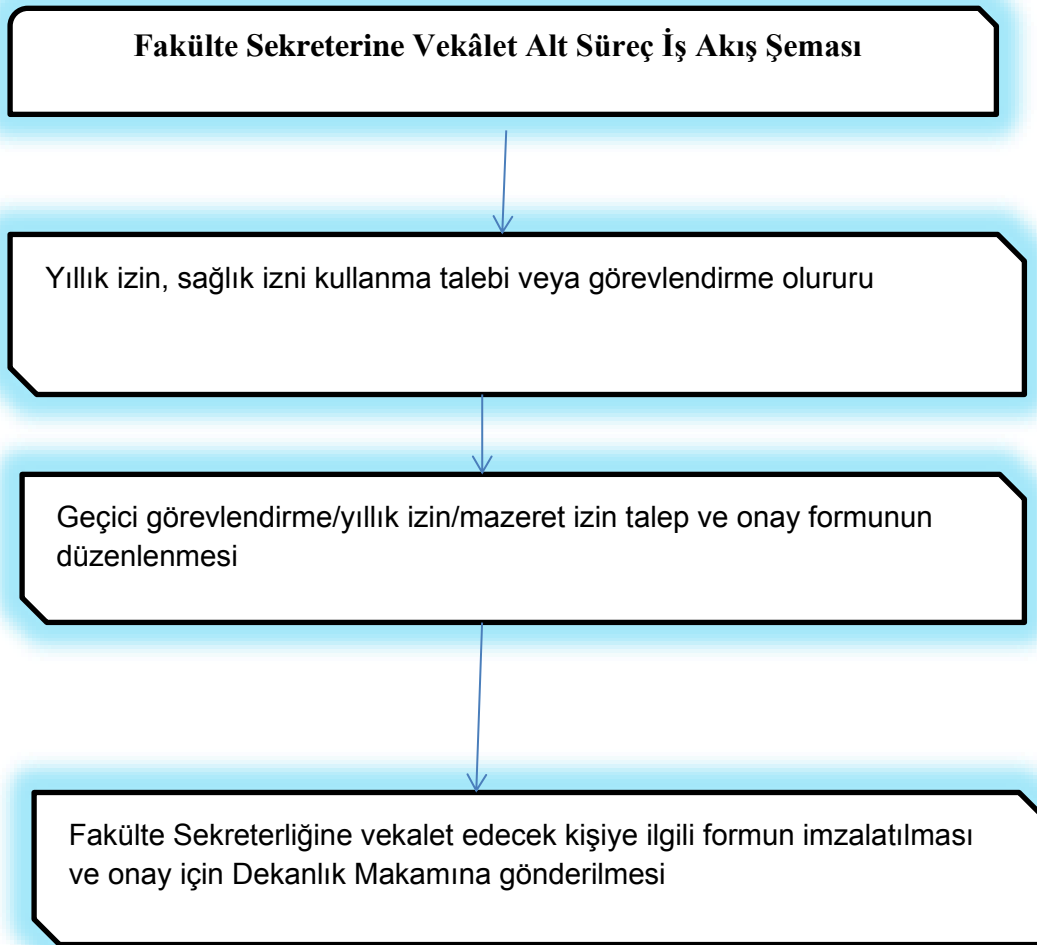 Fakülte Sekreterine Vekâlet Alt Süreç İş Akış Şeması
Yıllık izin, sağlık izni kullanma talebi veya görevlendirme olururu
Geçici görevlendirme/yıllık izin/mazeret izin talep ve onay formunun
düzenlenmesi
Fakülte Sekreterliğine vekalet edecek kişiye ilgili formun imzalatılması
ve onay için Dekanlık Makamına gönderilmesi